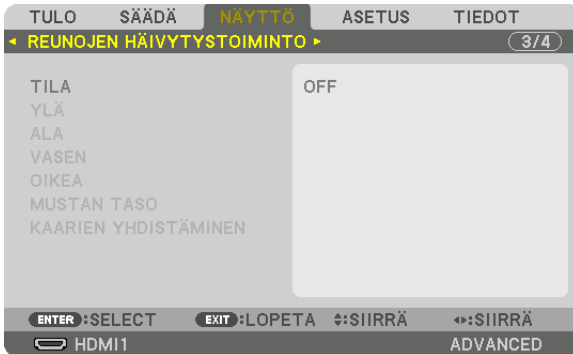 TULO SÄÄDÄ NÄYTTÖ ASETUS TIEDOT
◂ REUNOJEN HÄIVYTYSTOIMINTO ▸ 3/4
TILA OFF
YLÄ
ALA
VASEN
OIKEA
MUSTAN TASO
KAARIEN YHDISTÄMINEN
ENTER :SELECT EXIT :LOPETA ♦:SIIRRÄ ◂▸:SIIRRÄ
HDMI1 ADVANCED